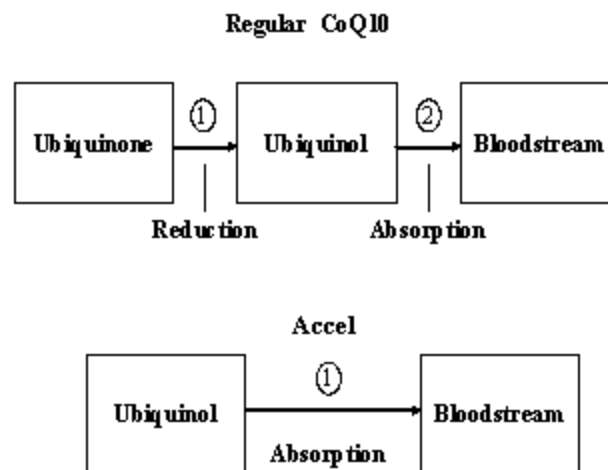 Regular CoQ10
① ②
Ubiquinone Ubiquinol Bloodstream
Reduction Absorption
Accel
①
Ubiquinol Bloodstream
Absorption